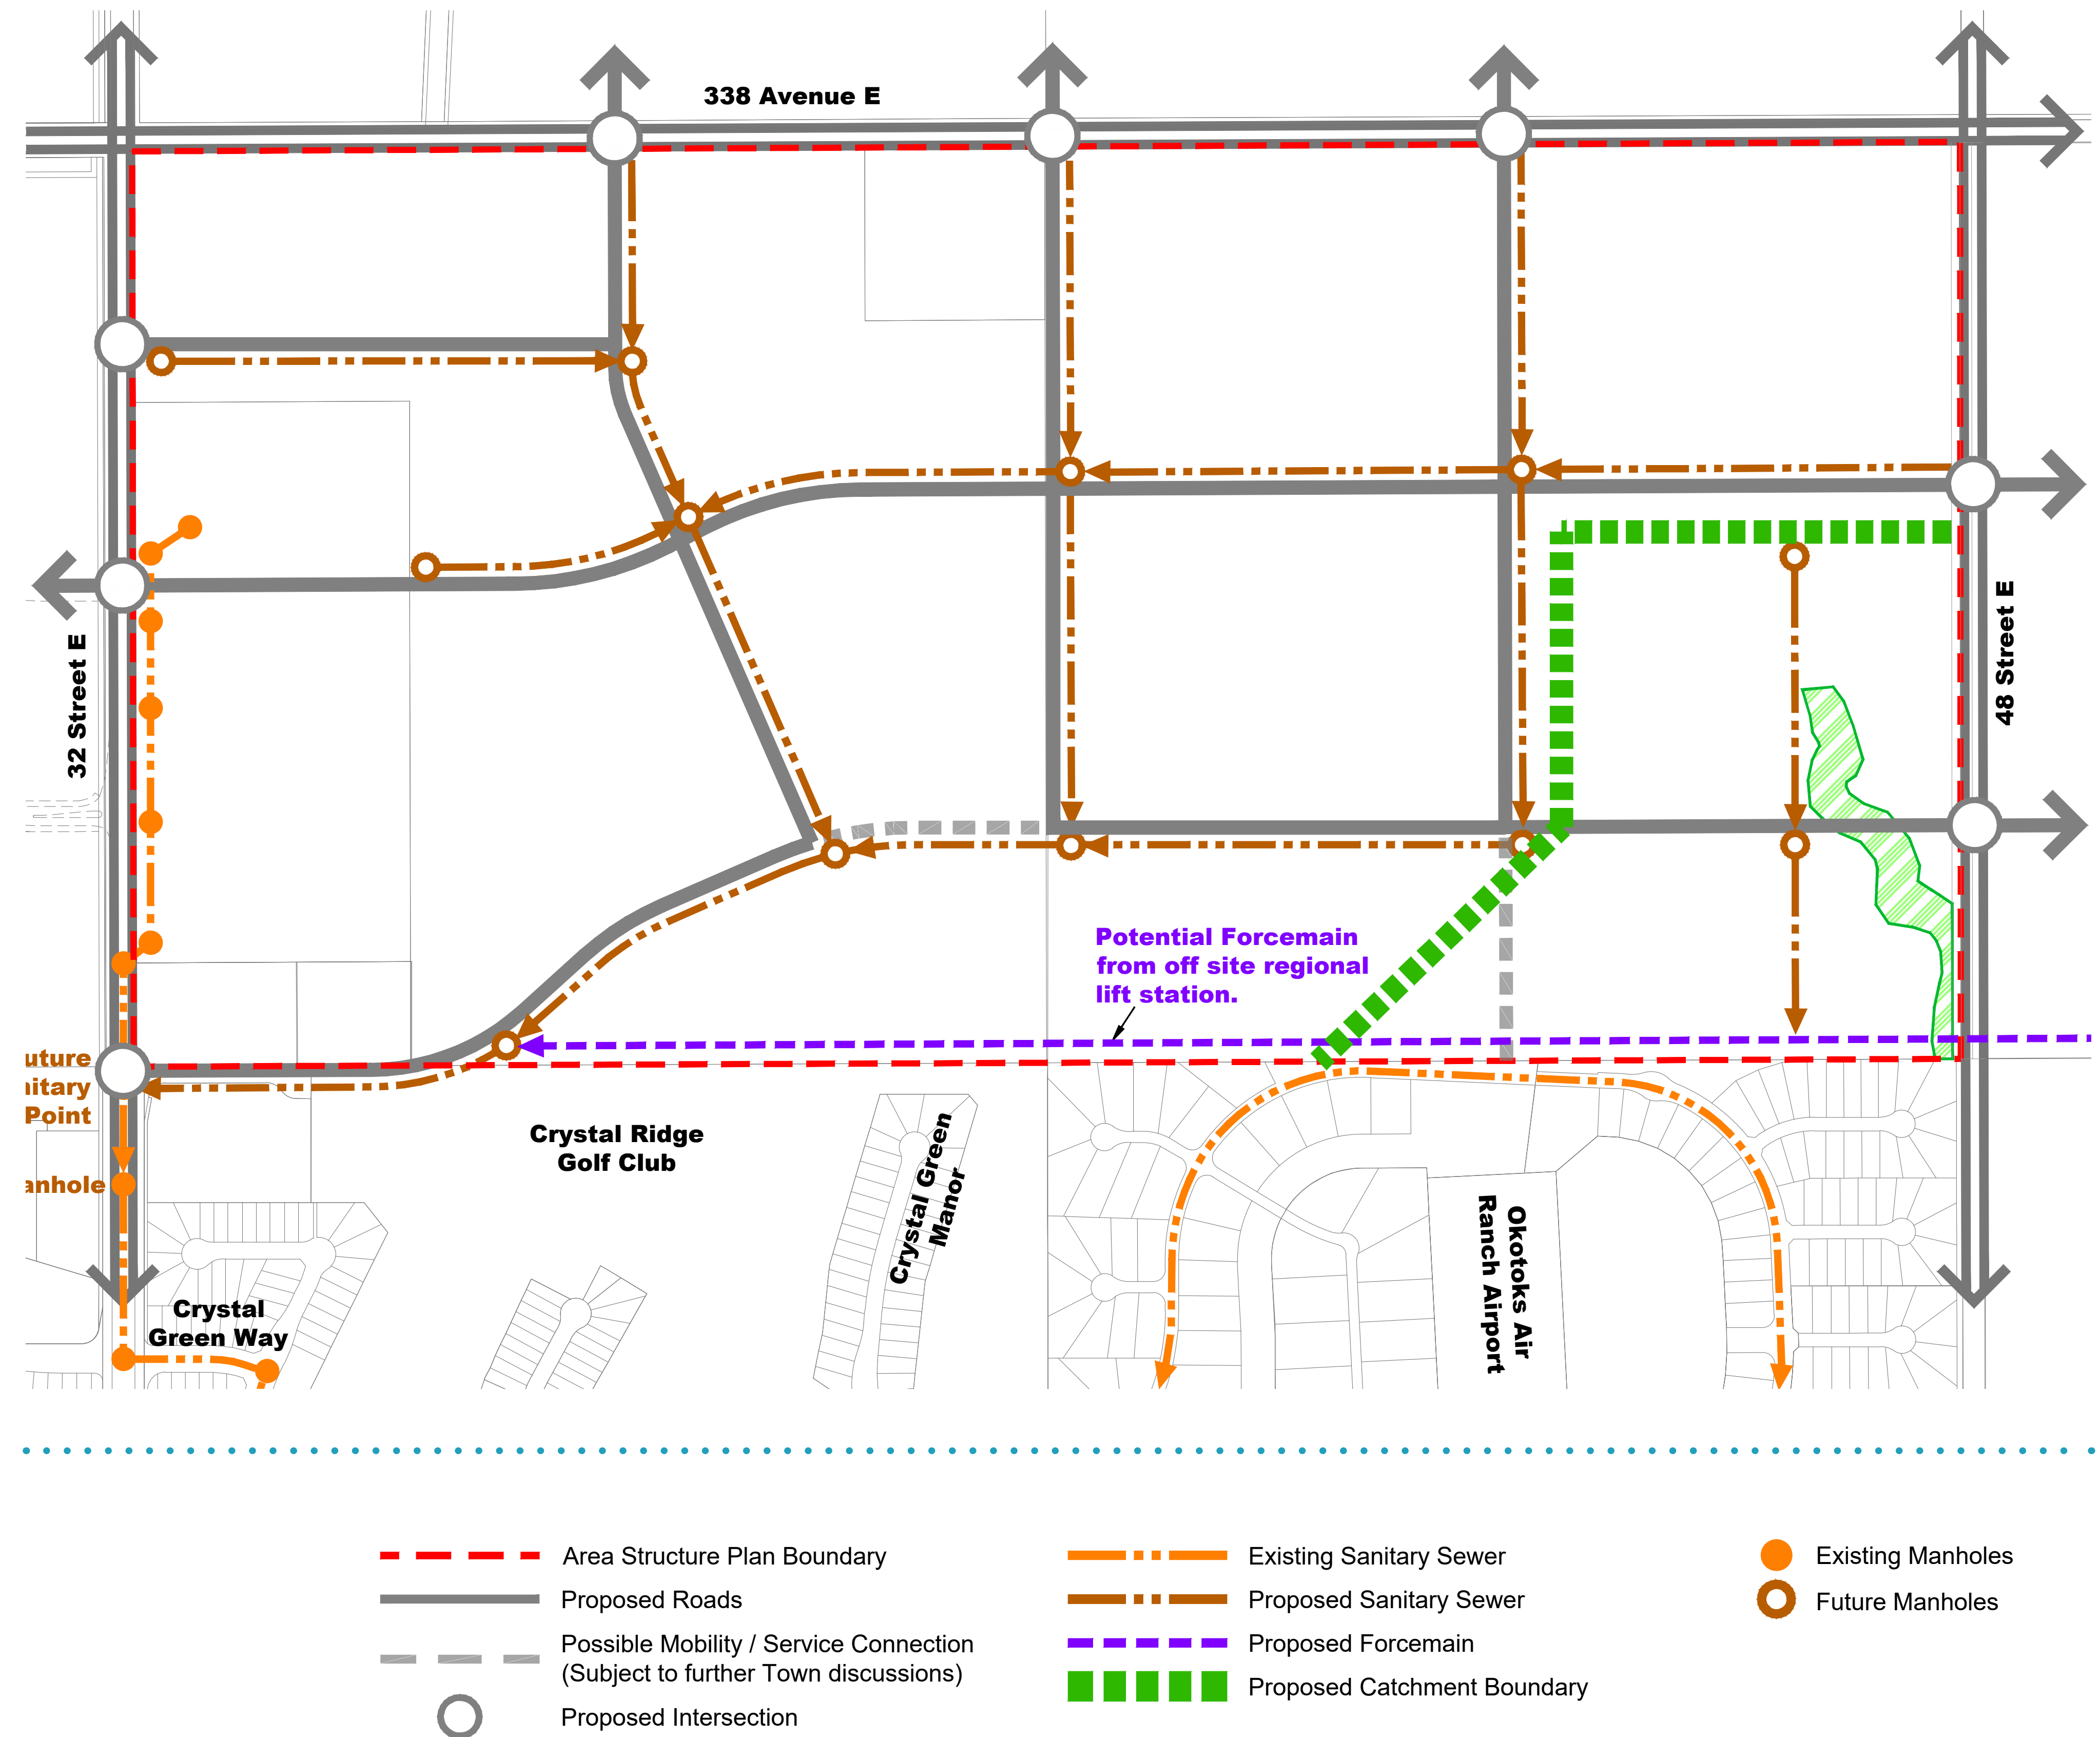 338 Avenue E
32 Street E
48 Street E
Potential Forcemain
from off site regional
lift station.
Point
Crystal Ridge
Golf Club
Crystal Green
Manor
Okotoks Air
Ranch Airport
Crystal
Green Way
Area Structure Plan Boundary
Proposed Roads
Possible Mobility / Service Connection
(Subject to further Town discussions)
Proposed Intersection
Existing Sanitary Sewer
Proposed Sanitary Sewer
Proposed Forcemain
Proposed Catchment Boundary
Existing Manholes
Future Manholes